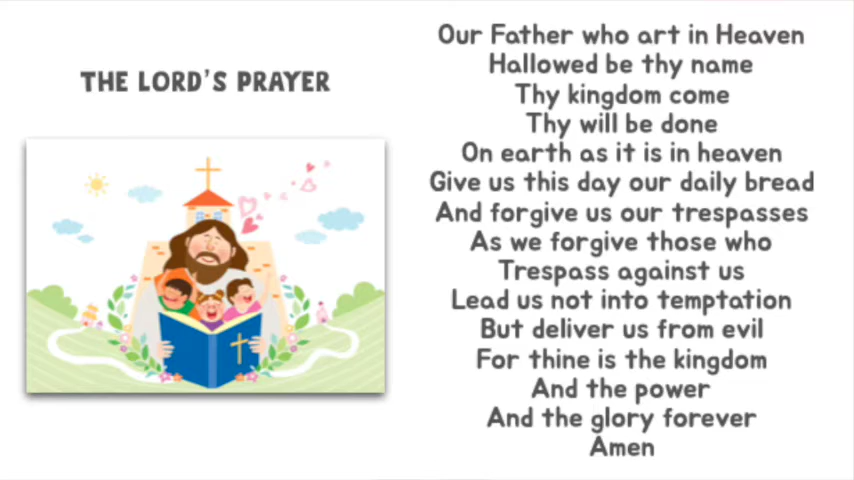 THE LORD'S PRAYER
Our Father who art in Heaven
Hallowed be thy name
Thy kingdom come
Thy will be done
On earth as it is in heaven
Give us this day our daily bread
And forgive us our trespasses
As we forgive those who
Trespass against us
Lead us not into temptation
But deliver us from evil
For thine is the kingdom
And the power
And the glory forever
Amen